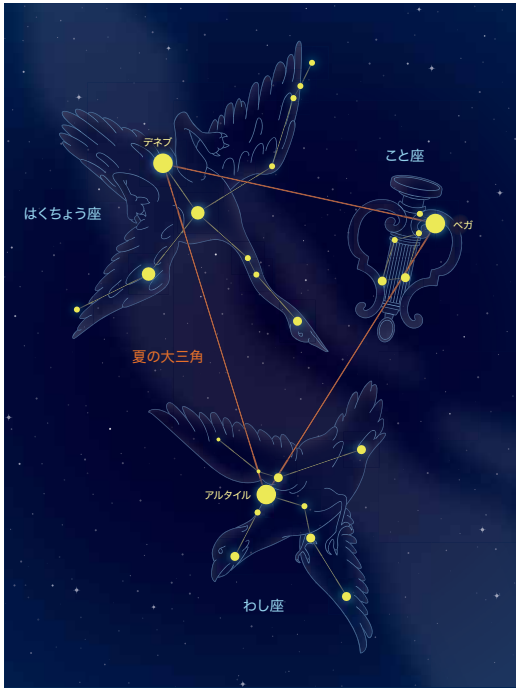 デネブ
こと座
はくちょう座
ベガ
夏の大三角
アルタイル
わし座